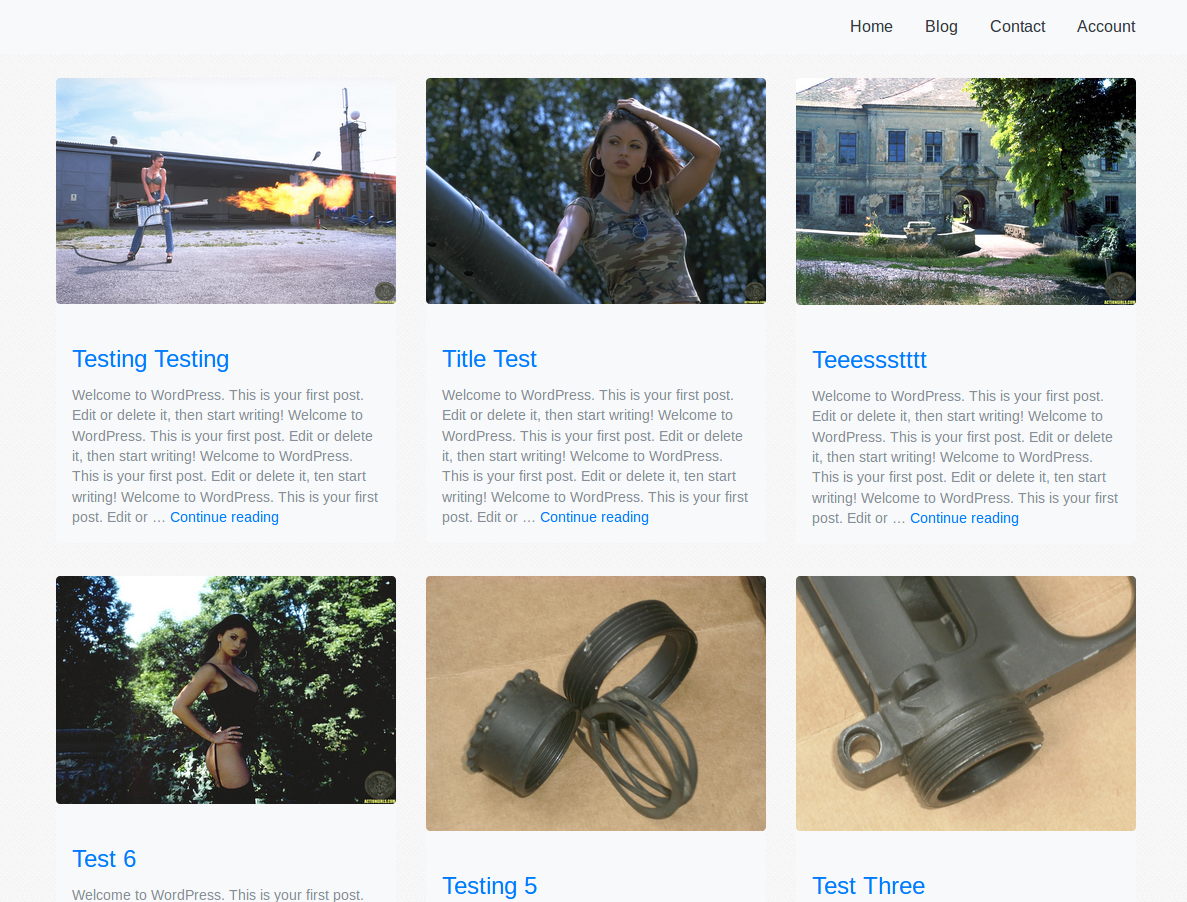 Home Blog Contact Account
ACTIONGIRLS.COM
Testing Testing
Welcome to WordPress. This is your first post.
Edit or delete it, then start writing! Welcome to
WordPress. This is your first post. Edit or delete
it, then start writing! Welcome to WordPress.
This is your first post. Edit or delete it, ten start
writing! Welcome to WordPress. This is your first
post. Edit or … Continue reading
Title Test
Welcome to WordPress. This is your first post.
Edit or delete it, then start writing! Welcome to
WordPress. This is your first post. Edit or delete
it, then start writing! Welcome to WordPress.
This is your first post. Edit or delete it, ten start
writing! Welcome to WordPress. This is your first
post. Edit or … Continue reading
Teeessstttt
Welcome to WordPress. This is your first post.
Edit or delete it, then start writing! Welcome to
WordPress. This is your first post. Edit or delete
it, then start writing! Welcome to WordPress.
This is your first post. Edit or delete it, ten start
writing! Welcome to WordPress. This is your first
post. Edit or … Continue reading
ACTIONGIRLS.COM
Test 6
Welcome to WordPress. This is your first post.
Testing 5
Test Three